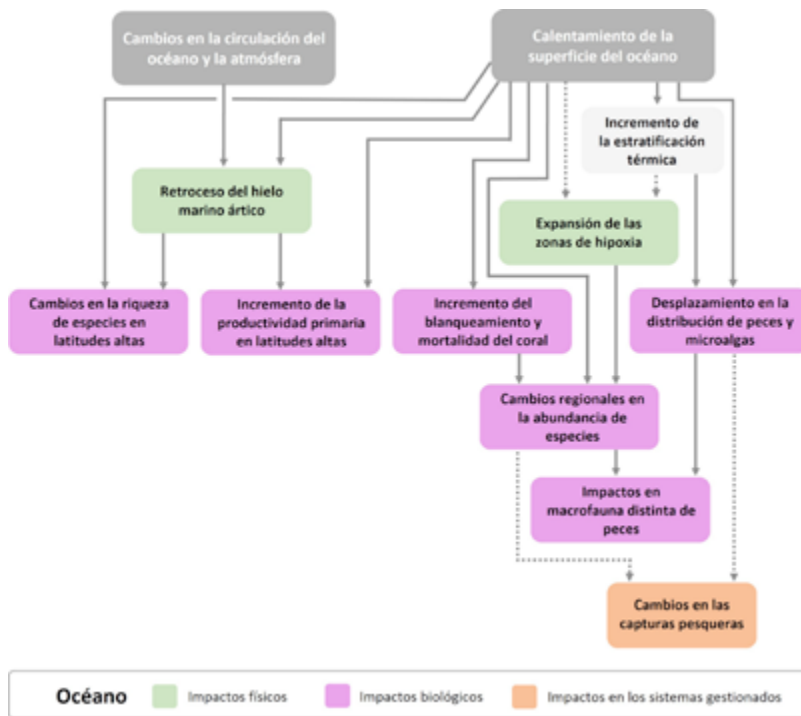 Cambios en la circulación del
océano y la atmósfera
Calentamiento de la
superficie del océano
Incremento de
la estratificación
térmica
Retroceso del hielo
marino ártico
Expansión de las
zonas de hipoxia
Cambios en la riqueza
de especies en
latitudes altas
Incremento de la
productividad primaria
en latitudes altas
Incremento del
blanqueamiento y
mortalidad del coral
Desplazamiento en la
distribución de peces y
microalgas
Cambios regionales en
la abundancia de
especies
Impactos en
macrofauna distinta de
peces
Cambios en las
capturas pesqueras
Océano
Impactos físicos
Impactos biológicos
Impactos en los sistemas gestionados